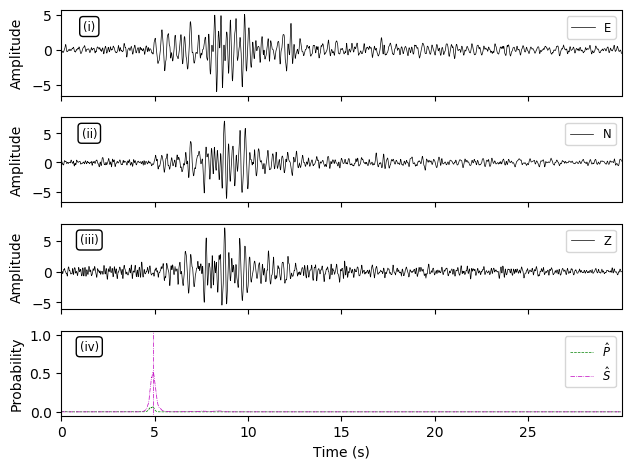 5
0
−5
Amplitude
(i)
E
5
0
−5
Amplitude
(ii)
N
5
0
−5
Amplitude
(iii)
Z
1.0
0.5
0.0
Probability
(iv)
P̂
Ŝ
0 5 10 15 20 25
Time (s)